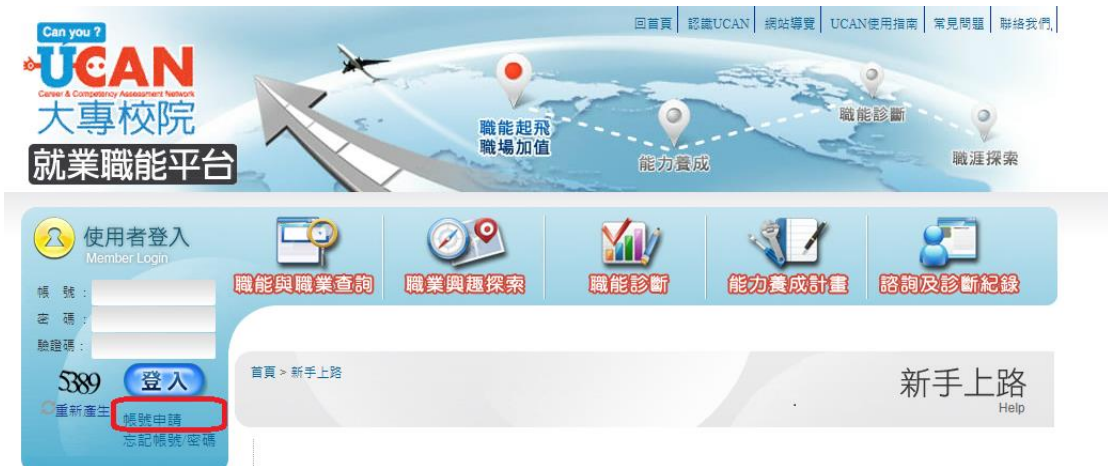 回首頁 認識UCAN 網站導覽 UCAN使用指南 常見問題 聯絡我們
Can you ?
UCAN
Career & Competency Assessment Network
大專校院
就業職能平台
職能起飛
職場加值
能力養成
職能診斷
職涯探索
使用者登入
Member Login
職能與職業查詢 職業興趣探索 職能診斷 能力養成計畫 諮詢及診斷紀錄
帳 號：
密 碼：
驗證碼：
5389 登入
重新產生
帳號申請
忘記帳號/密碼
首頁 > 新手上路
新手上路
Help